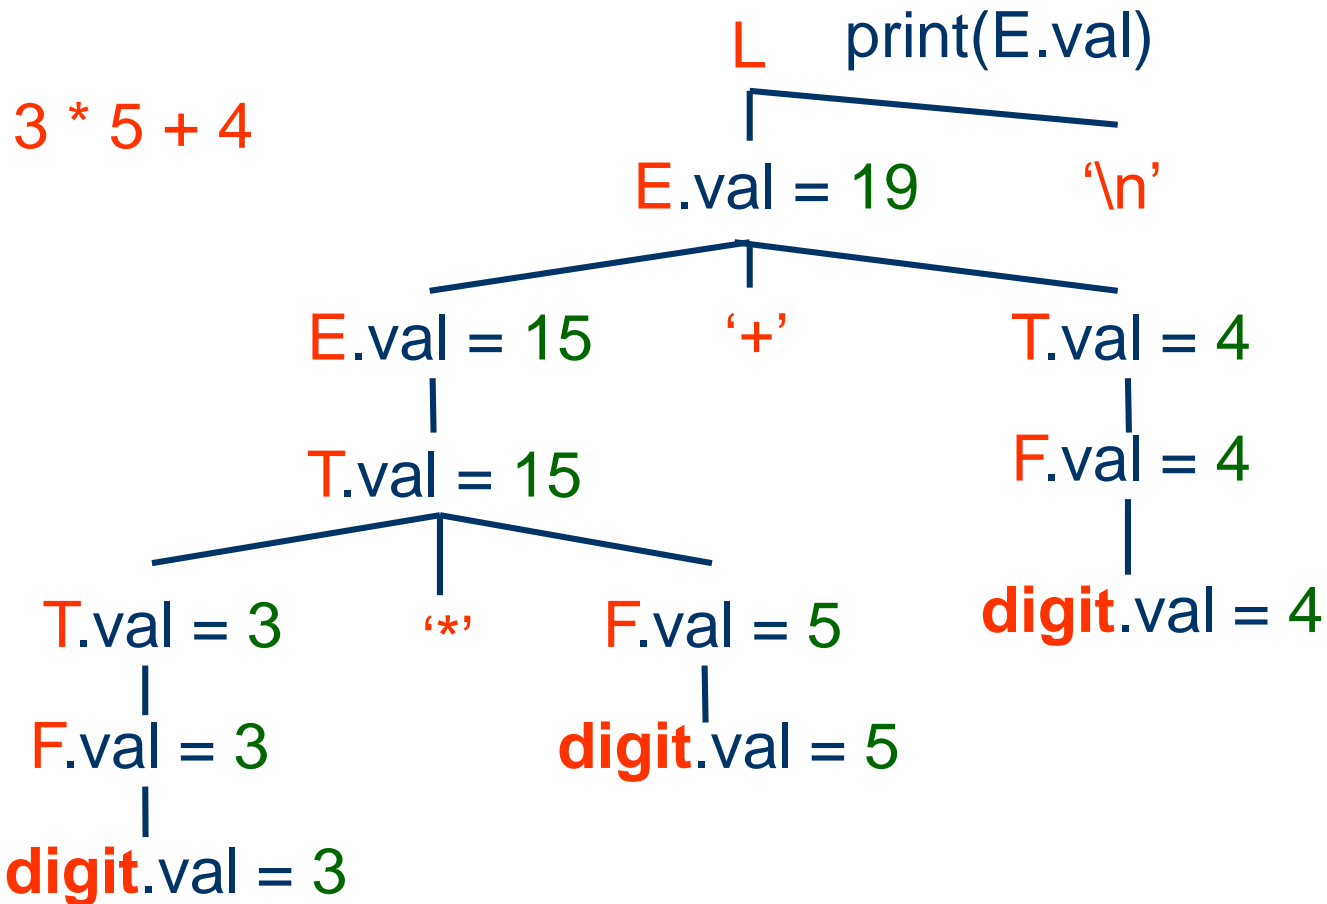 L print(E.val)
3 * 5 + 4
E.val = 19 ‘\n’
E.val = 15 ‘+’ T.val = 4
T.val = 15 F.val = 4
T.val = 3 ‘*’ F.val = 5 digit.val = 4
F.val = 3 digit.val = 5
digit.val = 3